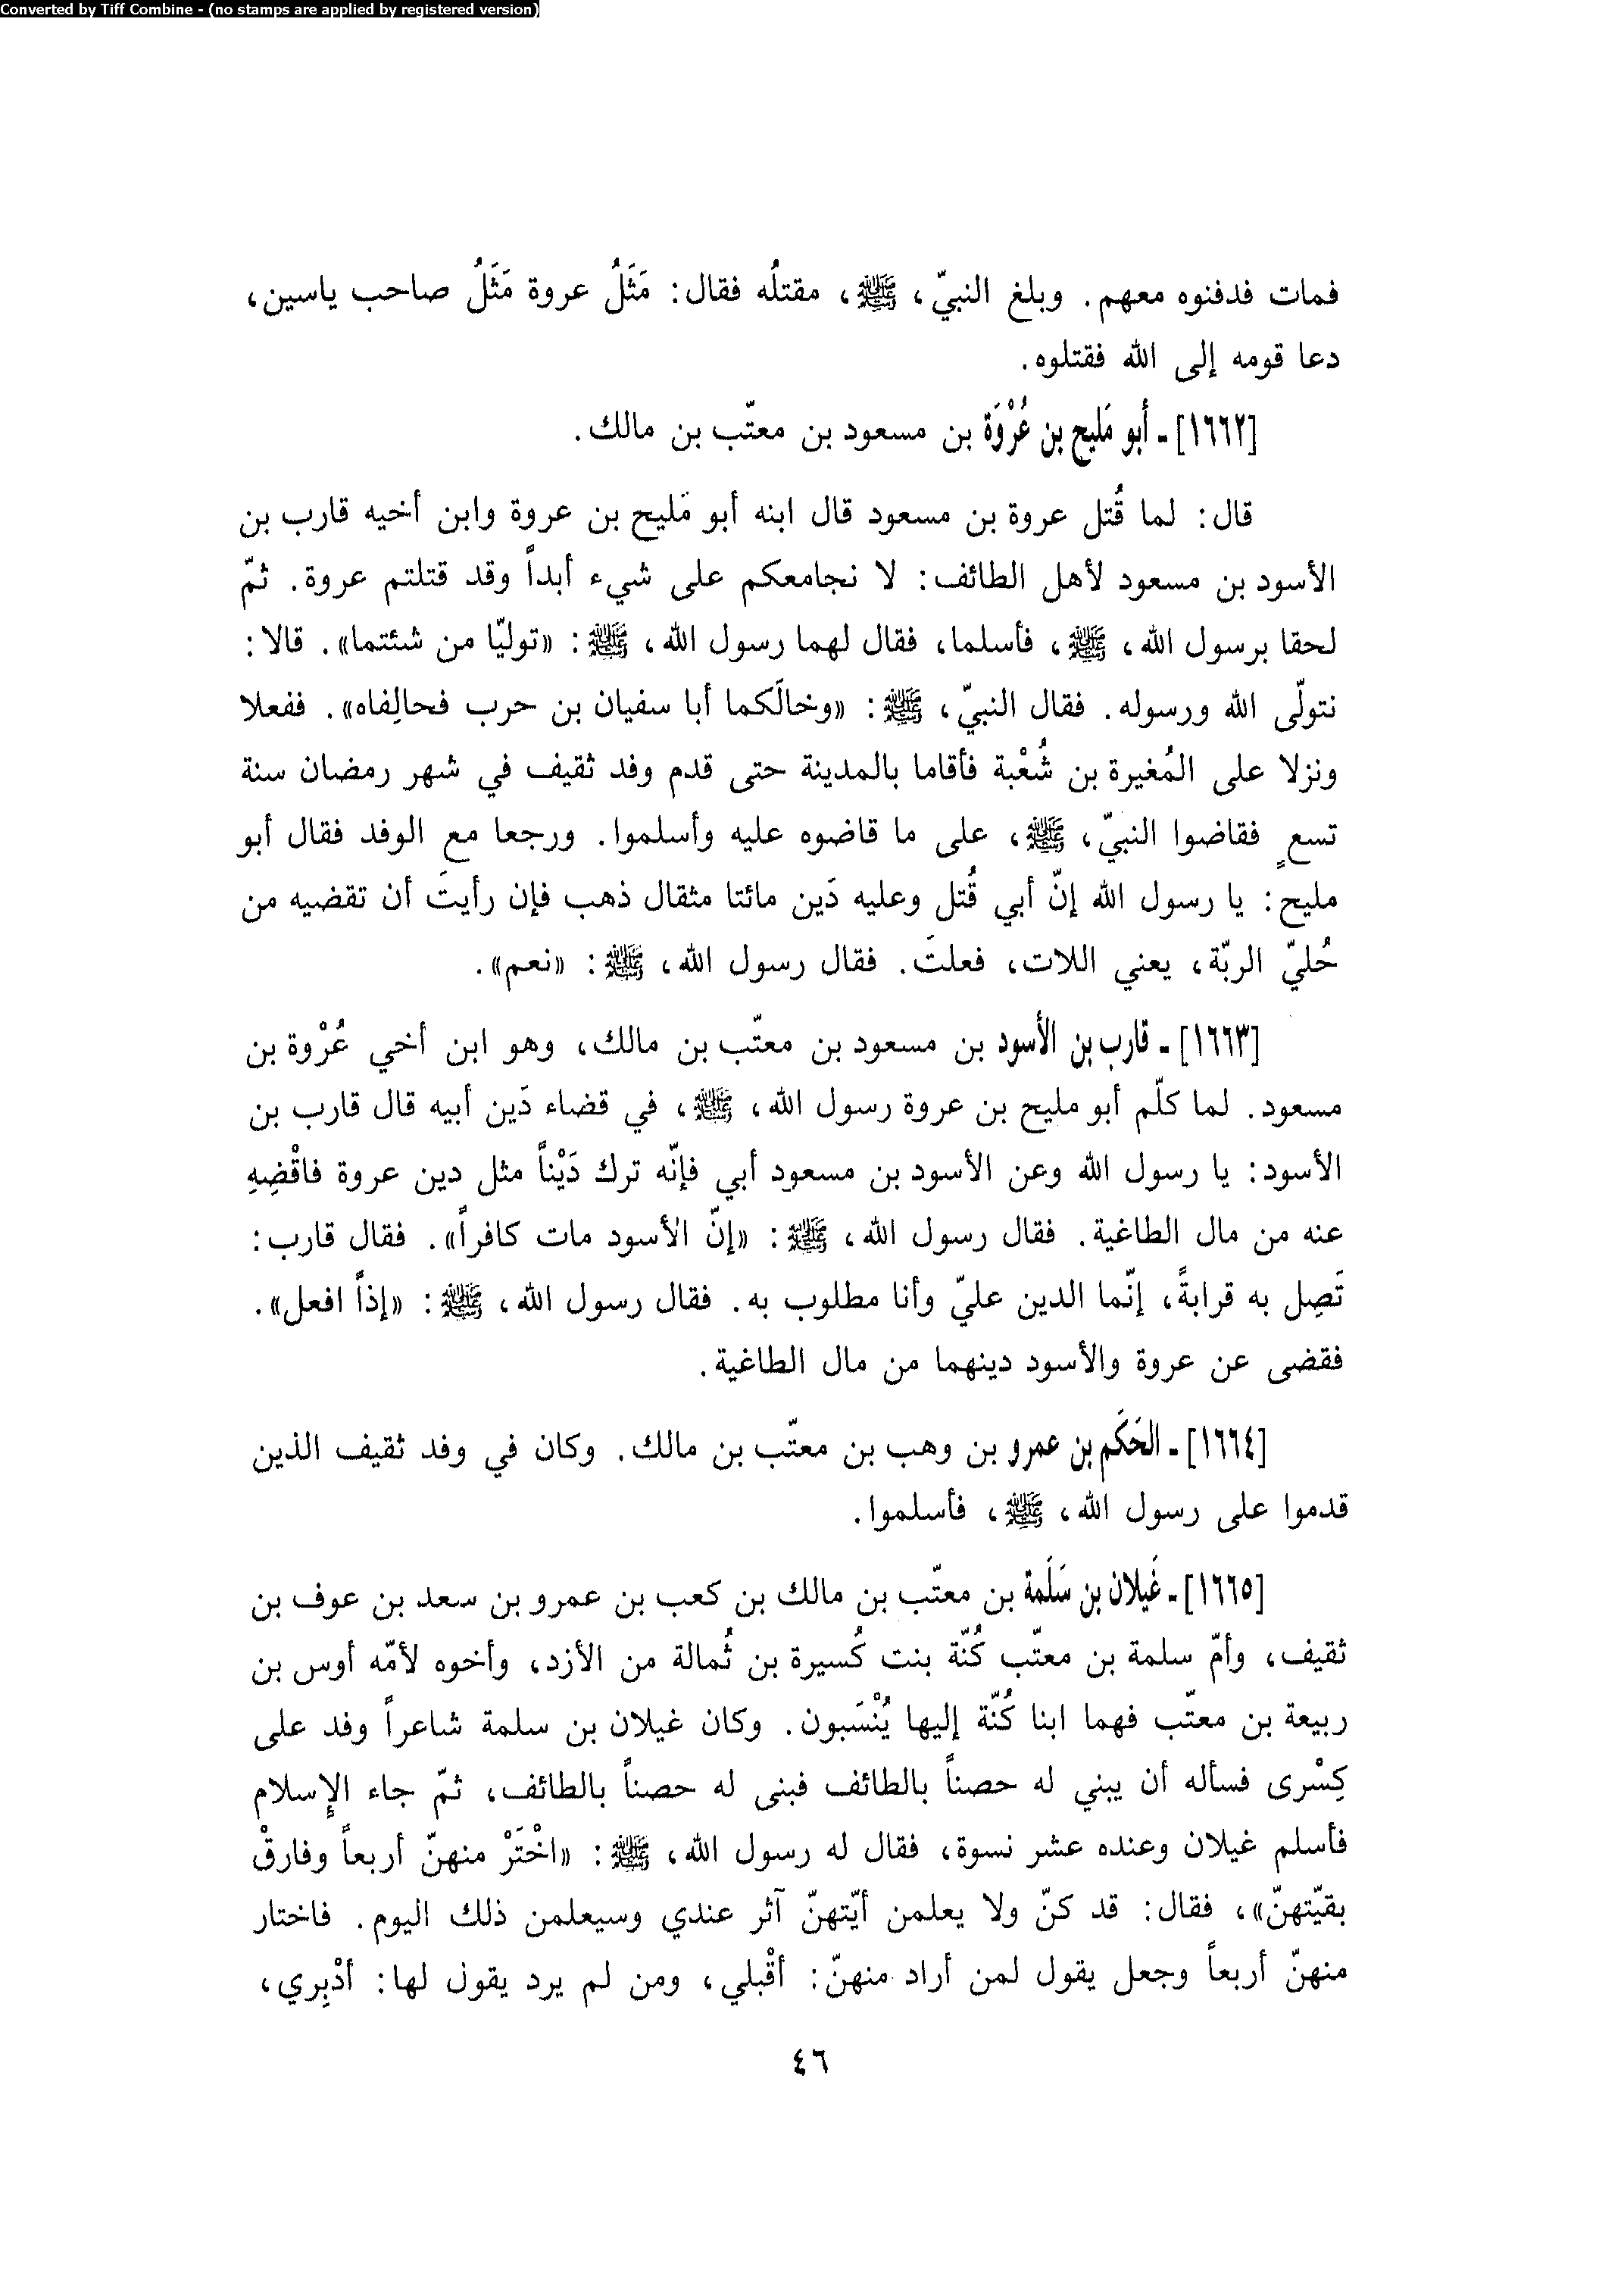 Converted by Tiff Combine - (no stamps are applied by registered version)
فمات فدفنوه معهم. وبلغ النبيّ، ﷺ، مقتلُه فقال: مَثَلُ عروة مَثَلُ صاحب ياسين،
دعا قومه إلى الله فقتلوه.
[١٦٦٢] - أبو مَليح بن عُرْوَة بن مسعود بن معتّب بن مالك.
قال: لما قُتل عروة بن مسعود قال ابنه أبو مَليح بن عروة وابن أخيه قارب بن
الأسود بن مسعود لأهل الطائف: لا نجامعكم على شيء أبداً وقد قتلتم عروة. ثمّ
لحقا برسول الله، ﷺ، فأسلما، فقال لهما رسول الله، ﷺ: «توليّا من شئتما». قالا:
نتولّى الله ورسوله. فقال النبيّ، ﷺ: «وخالَكما أبا سفيان بن حرب فحالِفاه». ففعلا
ونزلا على المُغيرة بن شُعْبة فأقاما بالمدينة حتى قدم وفد ثقيف في شهر رمضان سنة
تسعٍ فقاضوا النبيّ، ﷺ، على ما قاضوه عليه وأسلموا. ورجعا مع الوفد فقال أبو
مليح: يا رسول الله إنّ أبي قُتل وعليه دَين مائتا مثقال ذهب فإن رأيتَ أن تقضيه من
حُليّ الربّة، يعني اللات، فعلتَ. فقال رسول الله، ﷺ: «نعم».
[١٦٦٣] - قارب بن الأسود بن مسعود بن معتّب بن مالك، وهو ابن أخي عُرْوة بن
مسعود. لما كلّم أبو مليح بن عروة رسول الله، ﷺ، في قضاء دَين أبيه قال قارب بن
الأسود: يا رسول الله وعن الأسود بن مسعود أبي فإنّه ترك دَيْناً مثل دين عروة فاقْضِهِ
عنه من مال الطاغية. فقال رسول الله، ﷺ: «إنّ الأسود مات كافراً». فقال قارب:
تَصِل به قرابةً، إنّما الدين عليّ وأنا مطلوب به. فقال رسول الله، ﷺ: «إذاً افعل».
فقضى عن عروة والأسود دينهما من مال الطاغية.
[١٦٦٤] - الحَكَم بن عمرو بن وهب بن معتّب بن مالك. وكان في وفد ثقيف الذين
قدموا على رسول الله، ﷺ، فأسلموا.
[١٦٦٥] - غَيلان بن سَلَمة بن معتّب بن مالك بن كعب بن عمرو بن سعد بن عوف بن
ثقيف، وأمّ سلمة بن معتّب كُنّة بنت كُسيرة بن ثُمالة من الأزد، وأخوه لأمّه أوس بن
ربيعة بن معتّب فهما ابنا كُنّة إليها يُنْسَبون. وكان غيلان بن سلمة شاعراً وفد على
كِسْرى فسأله أن يبني له حصناً بالطائف فبنى له حصناً بالطائف، ثمّ جاء الإسلام
فأسلم غيلان وعنده عشر نسوة، فقال له رسول الله، ﷺ: «اخْتَرْ منهنّ أربعاً وفارقْ
بقيّتهنّ»، فقال: قد كنّ ولا يعلمن أيّتهنّ آثر عندي وسيعلمن ذلك اليوم. فاختار
منهنّ أربعاً وجعل يقول لمن أراد منهنّ: أقْبلي، ومن لم يرد يقول لها: أدْبِري،
٤٦